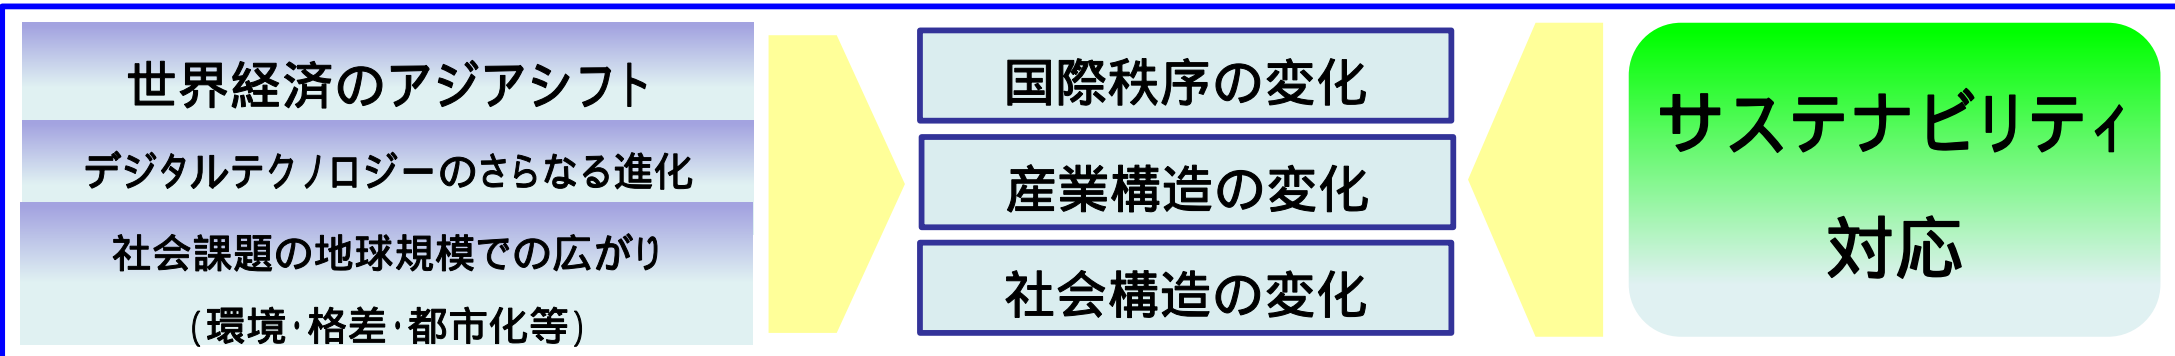 世界経済のアジアシフト
デジタルテクノロジーのさらなる進化
社会課題の地球規模での広がり
(環境・格差・都市化等)
国際秩序の変化
産業構造の変化
社会構造の変化
サステナビリティ
対応